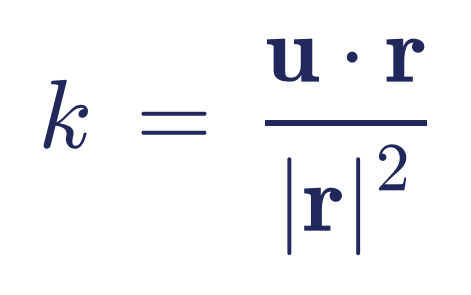 k = u · r / |r|²